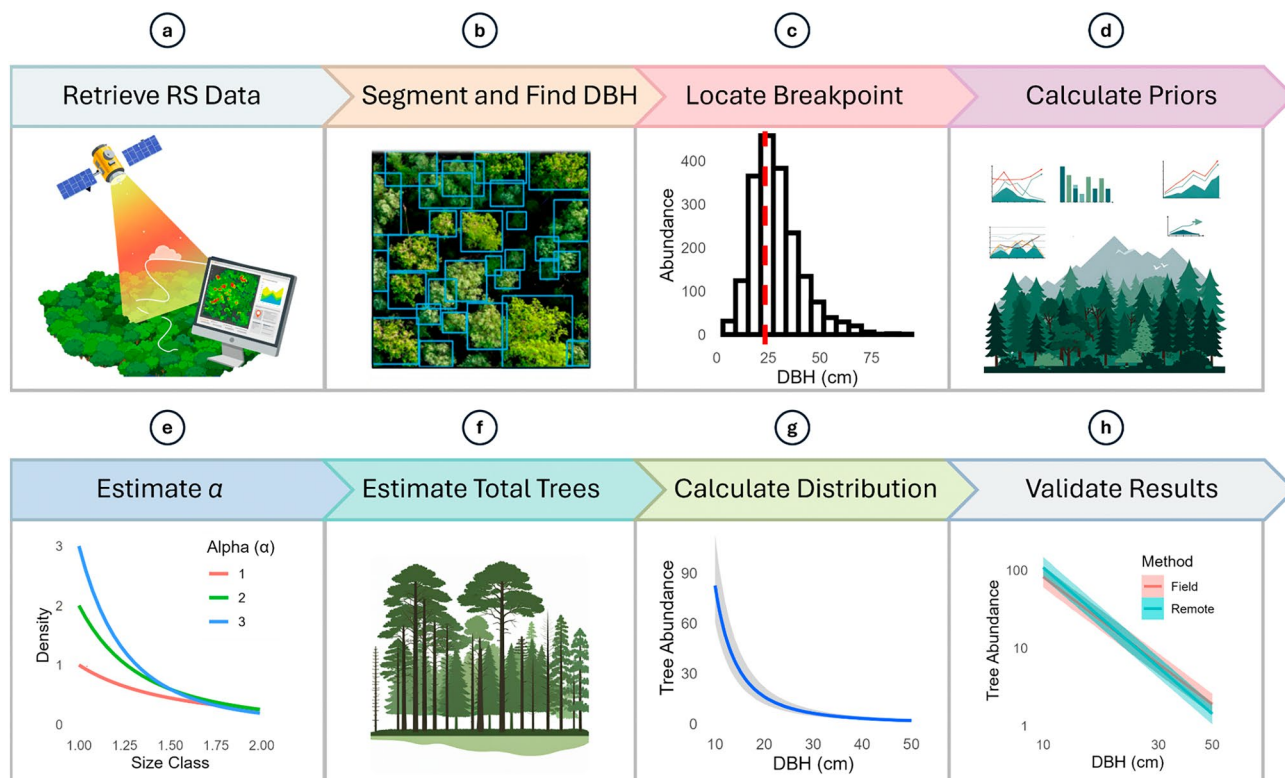 a
b
c
d
Retrieve RS Data
Segment and Find DBH
Locate Breakpoint
Calculate Priors
Abundance
400
300
200
100
0
0 25 50 75
DBH (cm)
e
f
g
h
Estimate α
Estimate Total Trees
Calculate Distribution
Validate Results
Density
3
2
1
0
Alpha (α)
1
2
3
1.00 1.25 1.50 1.75 2.00
Size Class
Tree Abundance
90
60
30
0
10 20 30 40 50
DBH (cm)
Tree Abundance
100
10
1
Method
Field
Remote
10 30 50
DBH (cm)